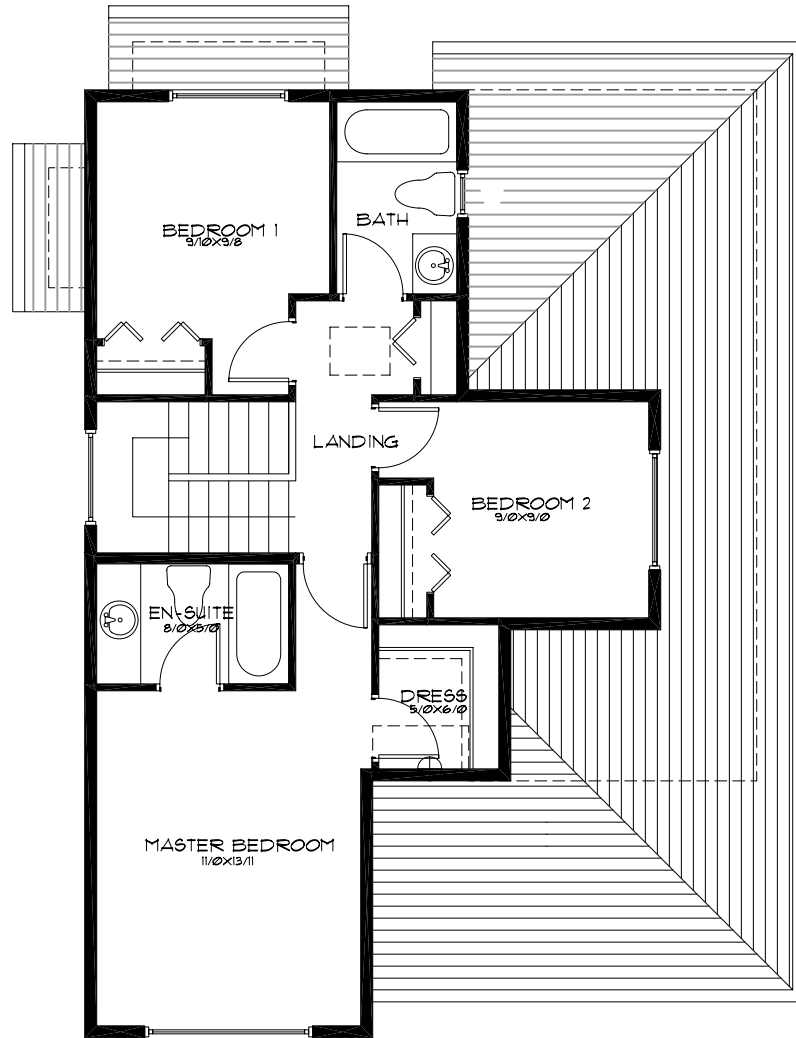 BATH
BEDROOM 1
9/10X9/8
LANDING
BEDROOM 2
9/0X9/0
EN-SUITE
8/0X5/0
DRESS
5/0X6/0
MASTER BEDROOM
11/0X13/11